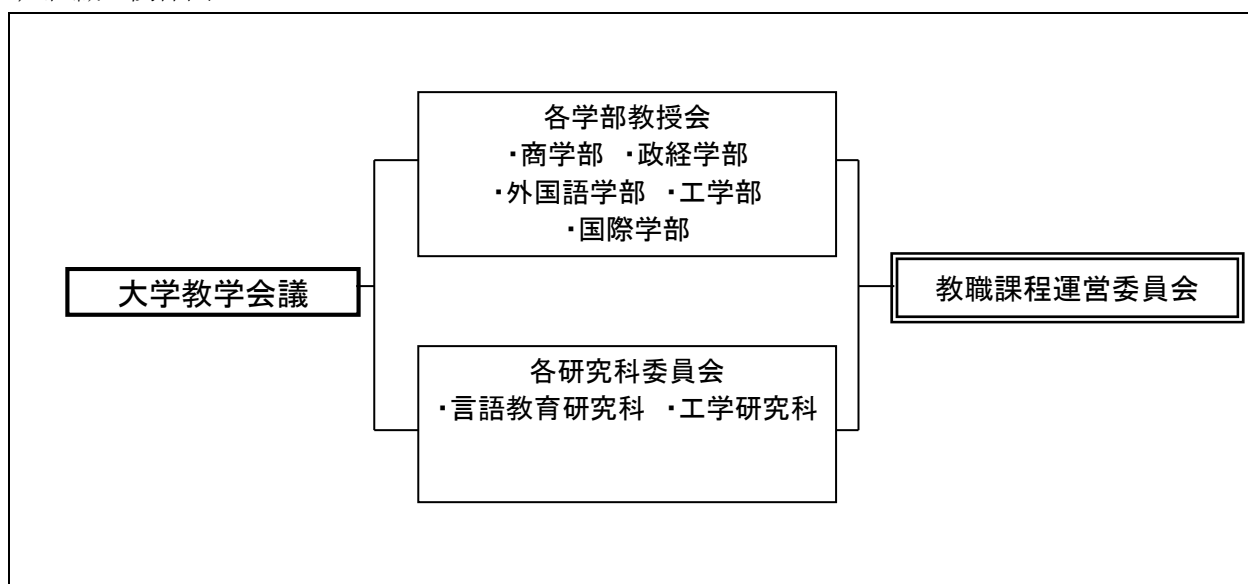 各学部教授会
・商学部 ・政経学部
・外国語学部 ・工学部
・国際学部
大学教学会議
教職課程運営委員会
各研究科委員会
・言語教育研究科 ・工学研究科